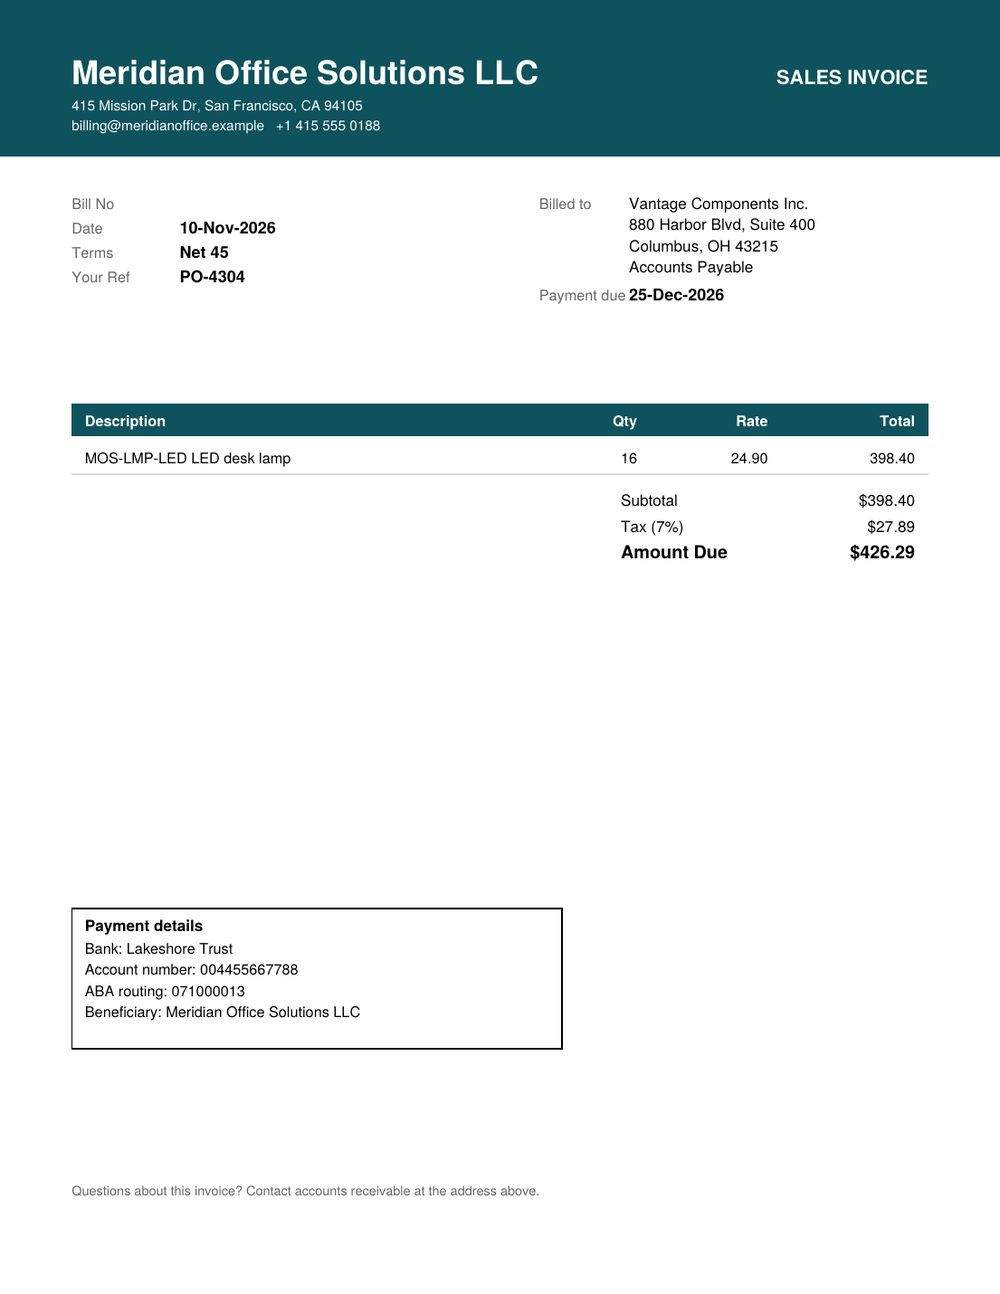 Meridian Office Solutions LLC
SALES INVOICE
415 Mission Park Dr, San Francisco, CA 94105
billing@meridianoffice.example +1 415 555 0188
Bill No
Date 10-Nov-2026
Terms Net 45
Your Ref PO-4304
Billed to Vantage Components Inc.
880 Harbor Blvd, Suite 400
Columbus, OH 43215
Accounts Payable
Payment due 25-Dec-2026
Description Qty Rate Total
MOS-LMP-LED LED desk lamp 16 24.90 398.40
Subtotal $398.40
Tax (7%) $27.89
Amount Due $426.29
Payment details
Bank: Lakeshore Trust
Account number: 004455667788
ABA routing: 071000013
Beneficiary: Meridian Office Solutions LLC
Questions about this invoice? Contact accounts receivable at the address above.